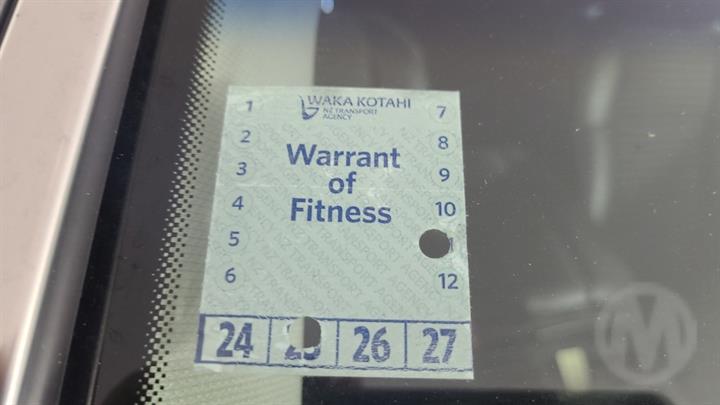 WAKA KOTAHI
NZ TRANSPORT
AGENCY
1 7
2 8
Warrant
3 9
of
4 10
Fitness
5
6 12
24 26 27
M